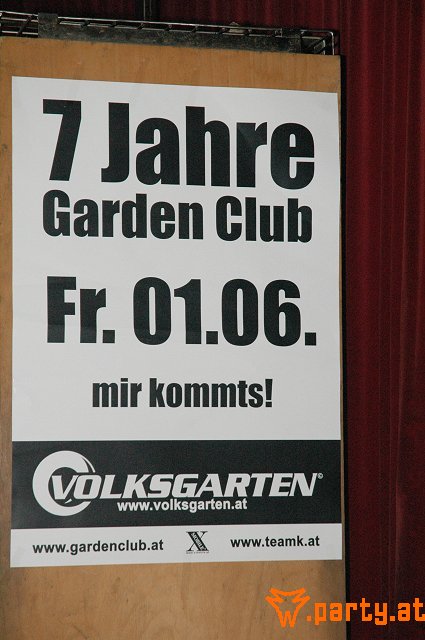 7 Jahre
Garden Club
Fr. 01.06.
mir kommts!
VOLKSGARTEN©
www.volksgarten.at
www.gardenclub.at X www.teamk.at
.party.at